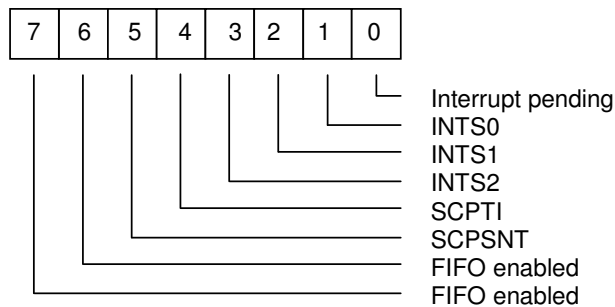 7 6 5 4 3 2 1 0
Interrupt pending
INTS0
INTS1
INTS2
SCPTI
SCPSNT
FIFO enabled
FIFO enabled